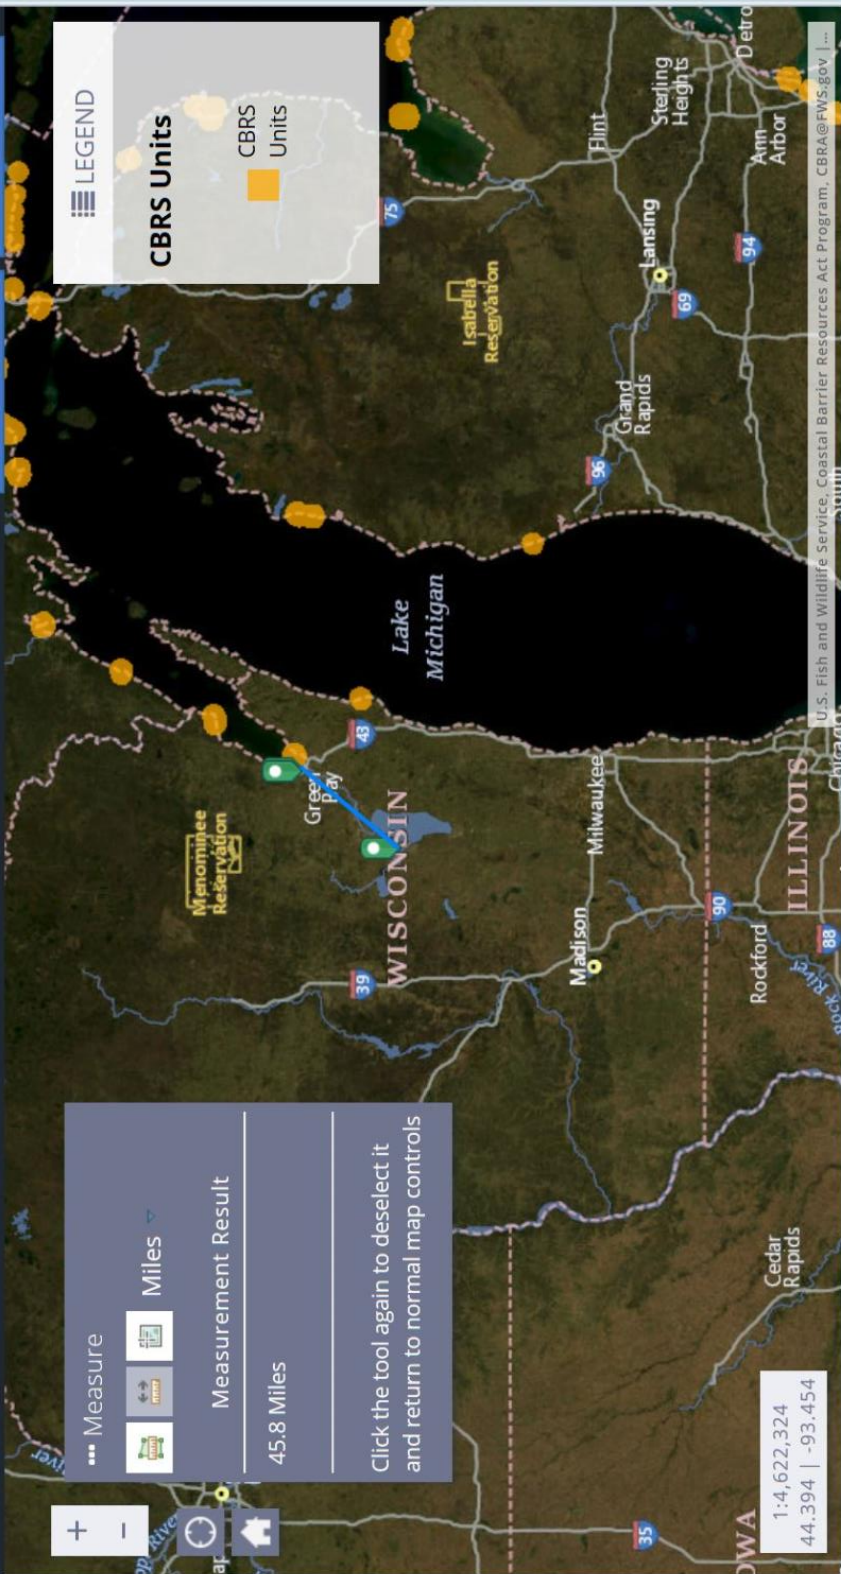 Measure
Miles
Measurement Result
45.8 Miles
Click the tool again to deselect it
and return to normal map controls
+
−
LEGEND
CBRS Units
CBRS
Units
Menominee
Reservation
Green
Bay
WISCONSIN
39
43
75
Lake
Michigan
Isabella
Reservation
Flint
Sterling
Heights
Lansing
69
Grand
Rapids
96
Ann
Arbor
94
Detro
Milwaukee
Madison
90
Rockford
Rock River
ILLINOIS
88
Cedar
Rapids
35
OWA
1:4,622,324
44.394 | -93.454
U.S. Fish and Wildlife Service, Coastal Barrier Resources Act Program, CBRA@FWS.gov |...